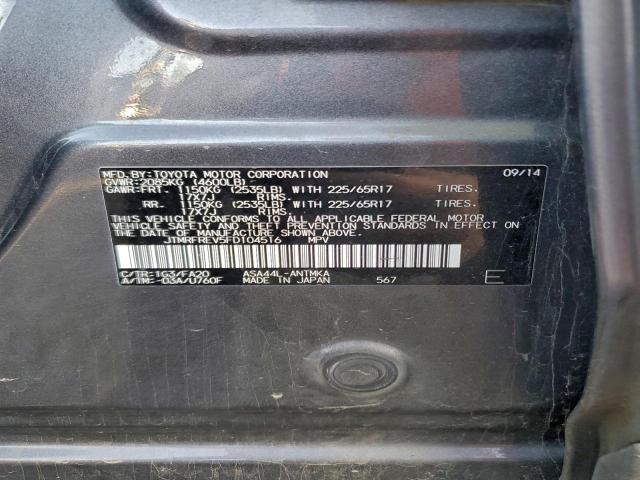 MFD.BY:TOYOTA MOTOR CORPORATION 09/14
GVWR:2085KG (4600LB)
GAWR:FRT. 1150KG (2535LB) WITH 225/65R17 TIRES.
17X7J RIMS.
RR. 1150KG (2535LB) WITH 225/65R17 TIRES.
17X7J RIMS.
THIS VEHICLE CONFORMS TO ALL APPLICABLE FEDERAL MOTOR
VEHICLE SAFETY AND THEFT PREVENTION STANDARDS IN EFFECT ON
THE DATE OF MANUFACTURE SHOWN ABOVE.
JTMRFREV5FD104516 MPV
C/TR:1G3/FA20 ASA44L-ANTMKA
A/TM:-03A/U760F MADE IN JAPAN 567 E